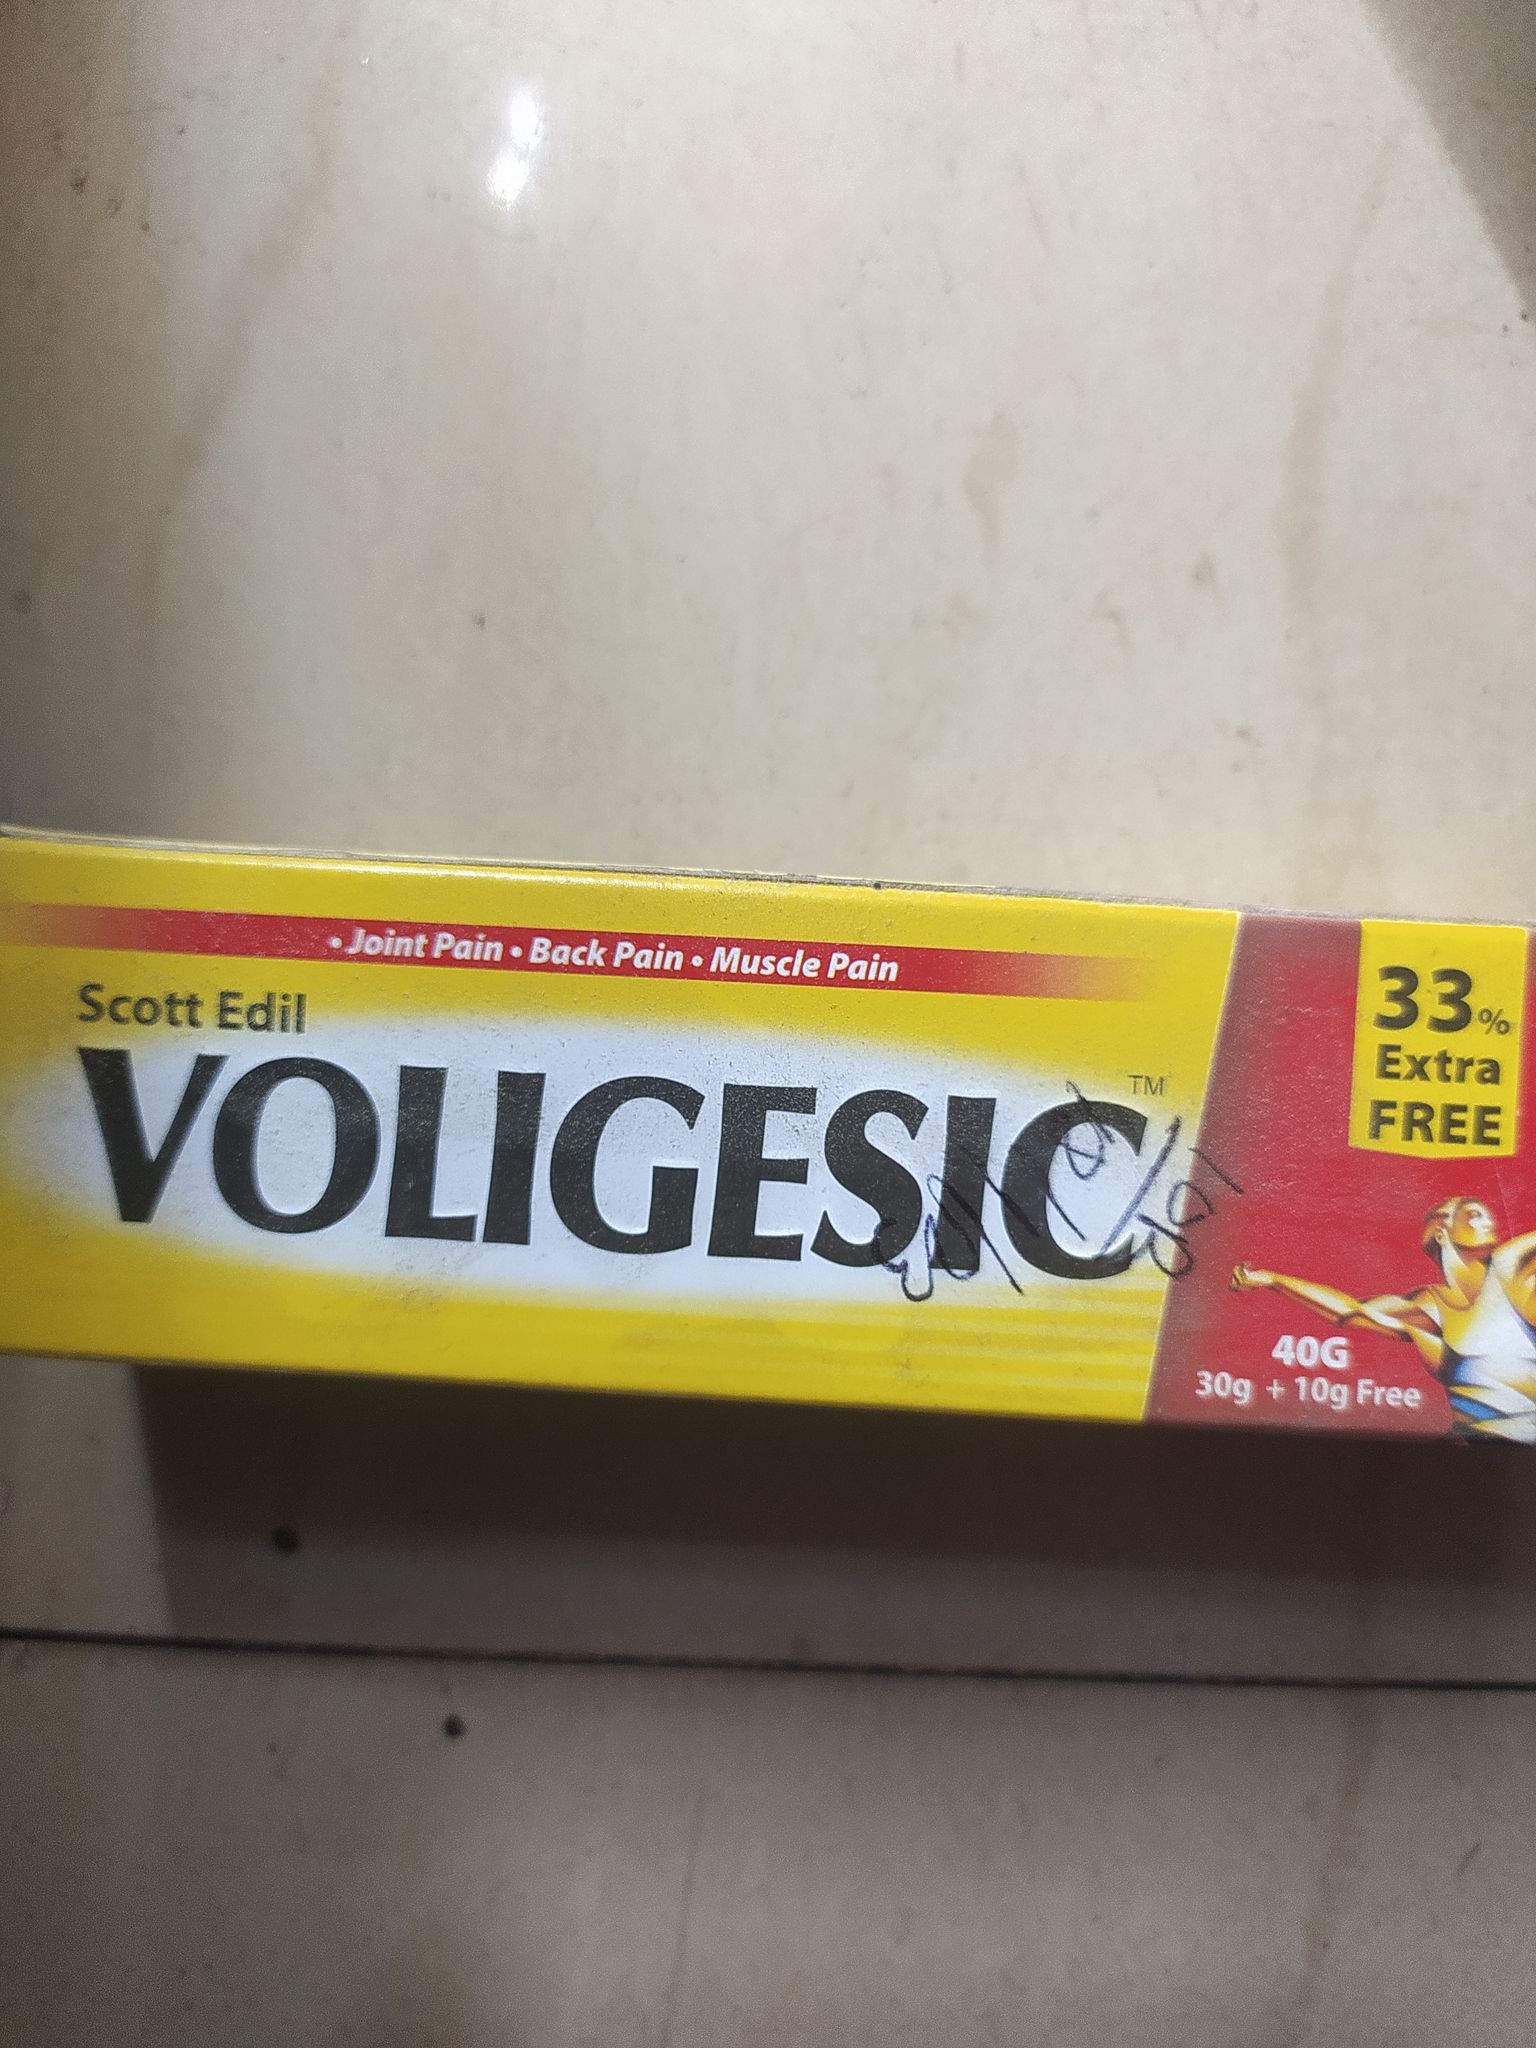 • Joint Pain • Back Pain • Muscle Pain
Scott Edil
VOLIGESIC™
33%
Extra
FREE
40G
30g + 10g Free